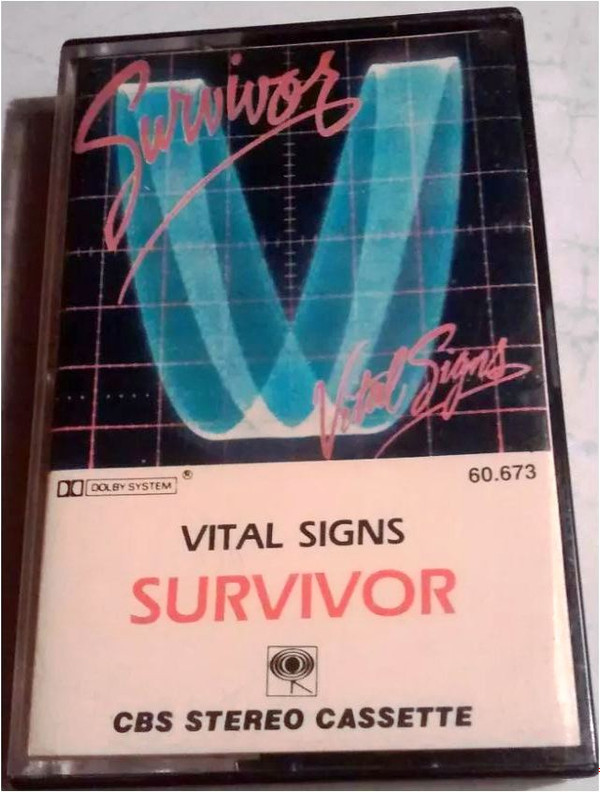 Survivor
Vital Signs
DOLBY SYSTEM ®
60.673
VITAL SIGNS
SURVIVOR
CBS STEREO CASSETTE